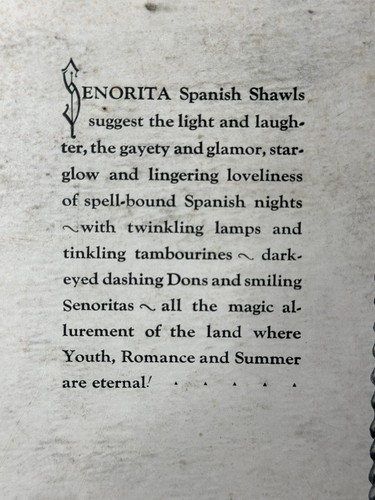 SENORITA Spanish Shawls
suggest the light and laugh-
ter, the gayety and glamor, star-
glow and lingering loveliness
of spell-bound Spanish nights
~with twinkling lamps and
tinkling tambourines ~ dark-
eyed dashing Dons and smiling
Senoritas ~ all the magic al-
lurement of the land where
Youth, Romance and Summer
are eternal! . . . . .